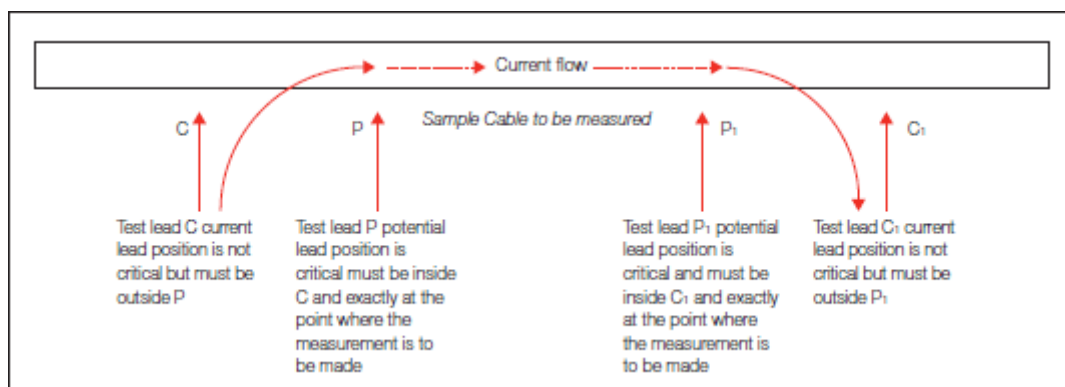 Current flow
Sample Cable to be measured
C
P
P₁
C₁
Test lead C current
lead position is not
critical but must be
outside P
Test lead P potential
lead position is
critical must be inside
C and exactly at the
point where the
measurement is to
be made
Test lead P₁ potential
lead position is
critical and must be
inside C₁ and exactly
at the point where
the measurement is
to be made
Test lead C₁ current
lead position is not
critical but must be
outside P₁